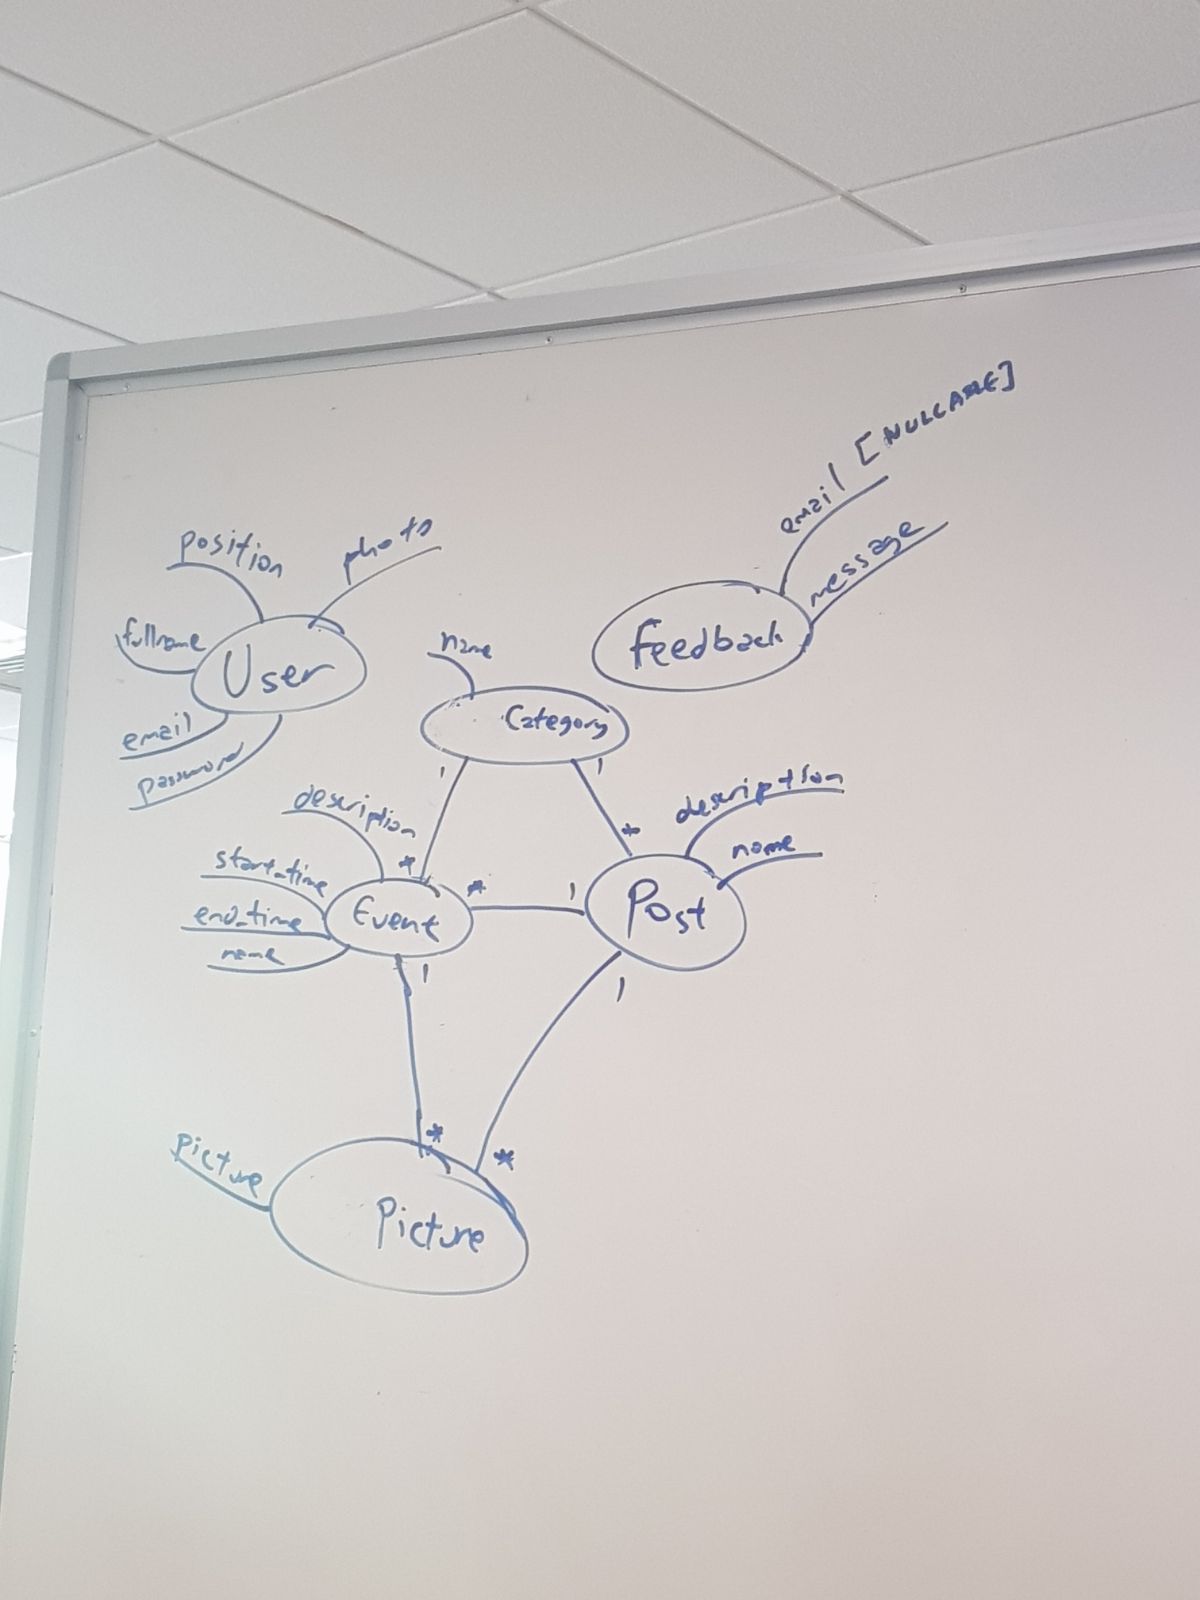 email [NULLABLE]
message
Feedback
position
photo
fullname
User
email
password
name
Category
1
1
description
*
*
description
name
start_time
end_time
name
Event
*
1
Post
1
1
*
*
picture
Picture